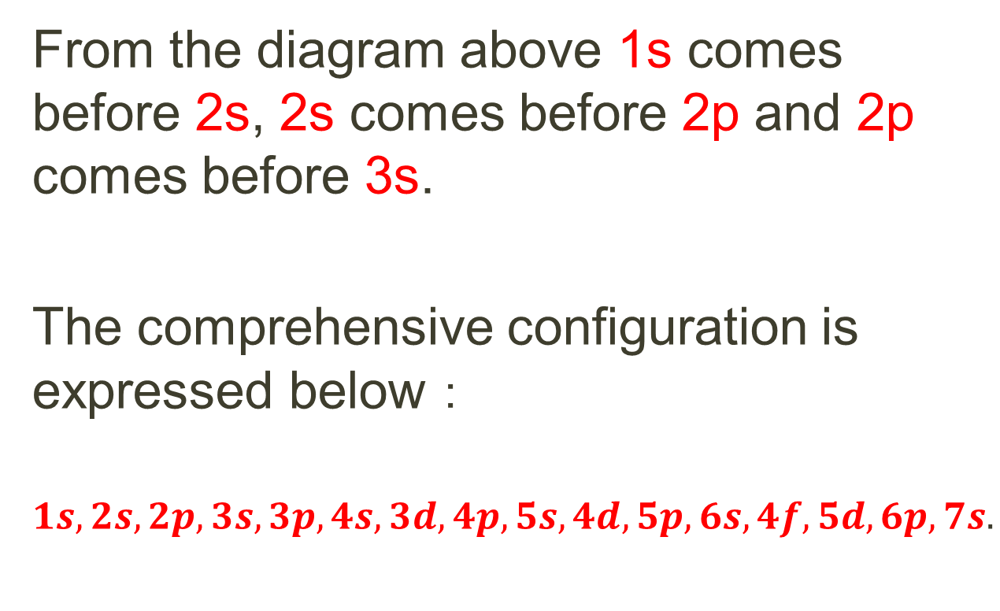 From the diagram above 1s comes
before 2s, 2s comes before 2p and 2p
comes before 3s.
The comprehensive configuration is
expressed below :
1s, 2s, 2p, 3s, 3p, 4s, 3d, 4p, 5s, 4d, 5p, 6s, 4f, 5d, 6p, 7s.